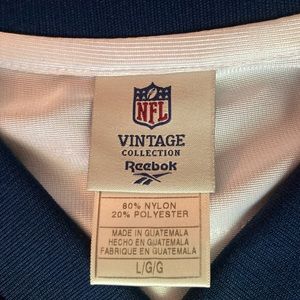 NFL
VINTAGE
COLLECTION
Reebok
80% NYLON
20% POLYESTER
MADE IN GUATEMALA
HECHO EN GUATEMALA
FABRIQUE EN GUATEMALA
L/G/G